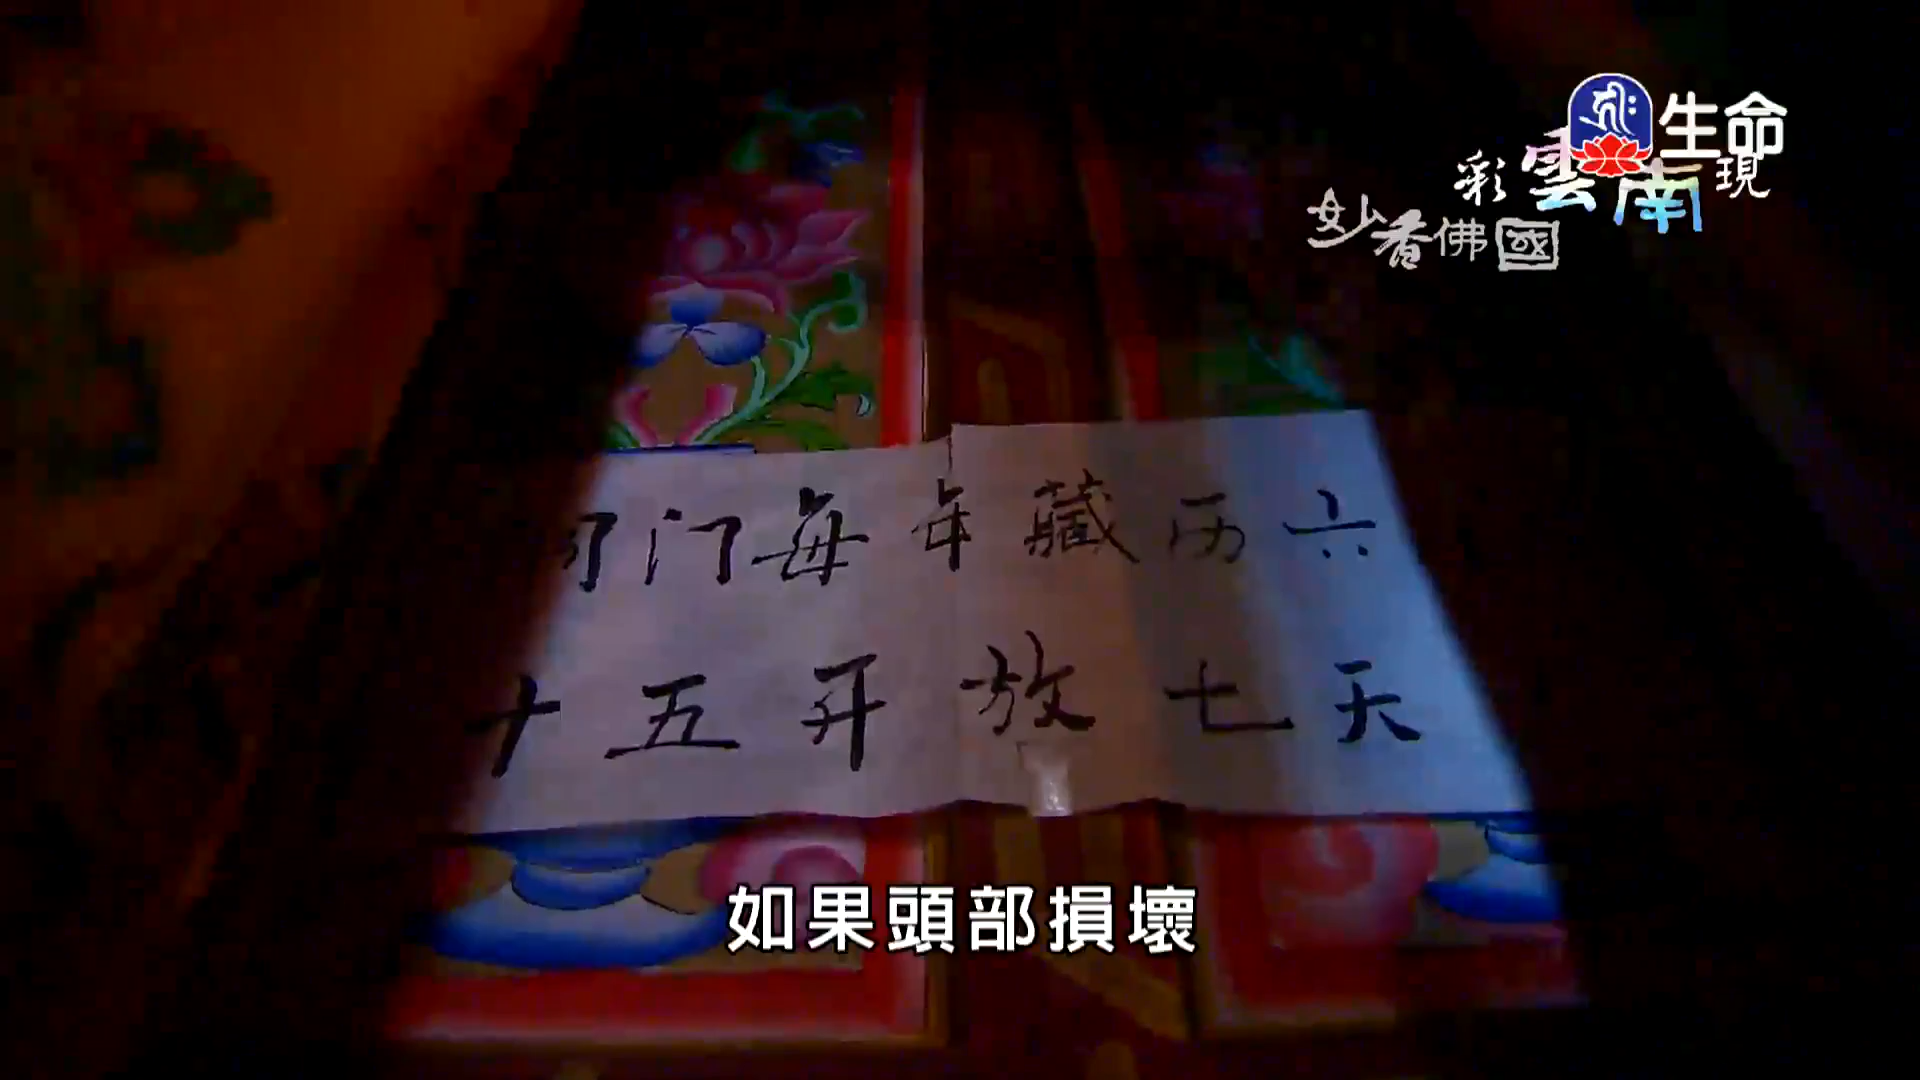 生命
彩雲南現
妙香佛國
门每年藏历六
十五开放七天
如果頭部損壞